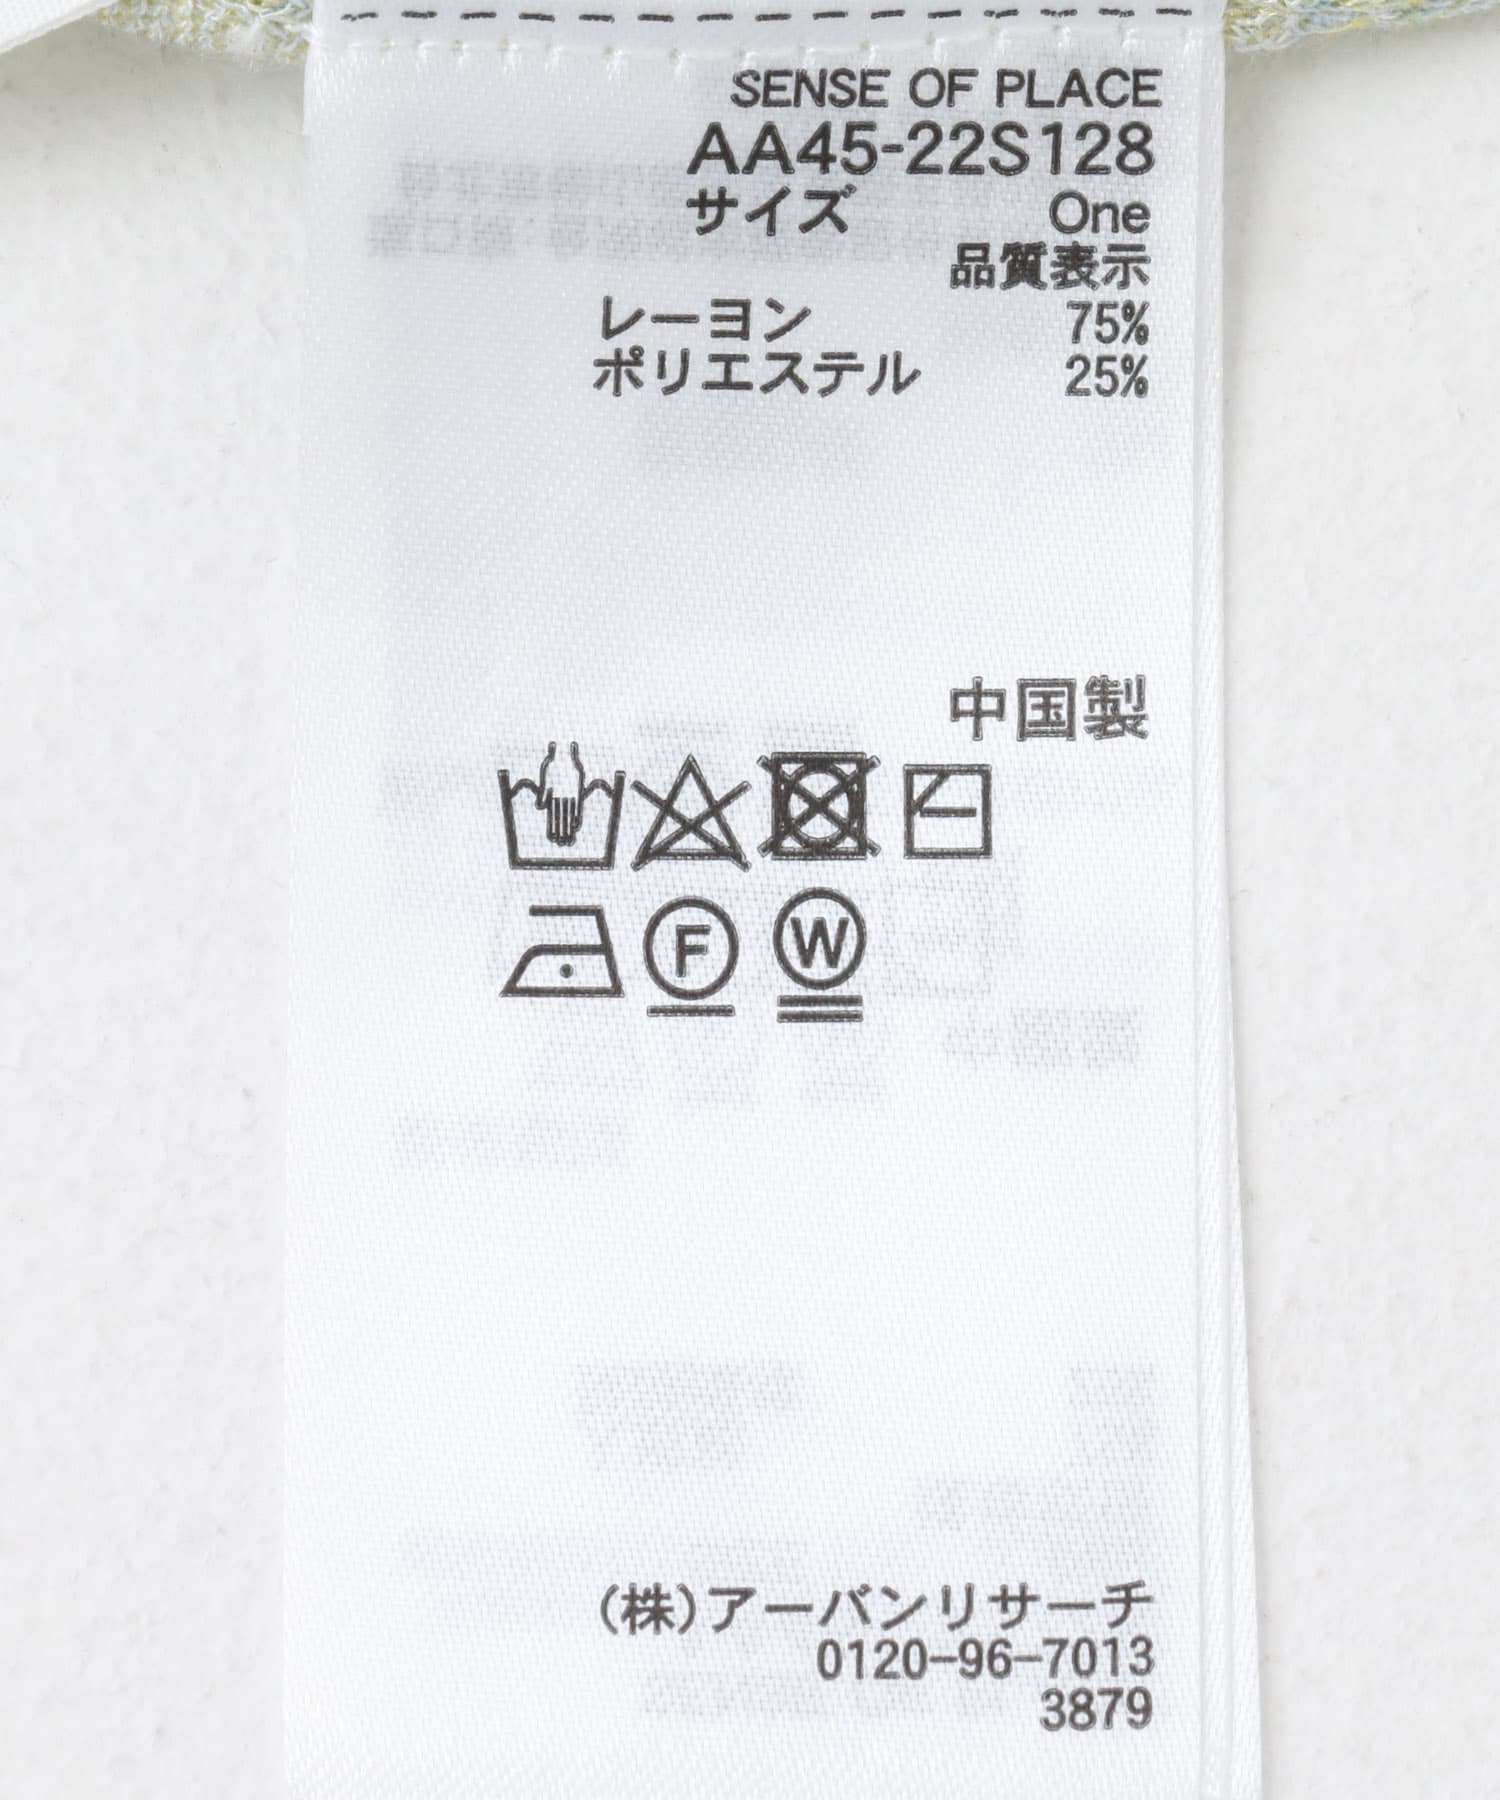 SENSE OF PLACE
AA45-22S128
サイズ One
品質表示
レーヨン 75%
ポリエステル 25%
中国製
F W
(株)アーバンリサーチ
0120-96-7013
3879